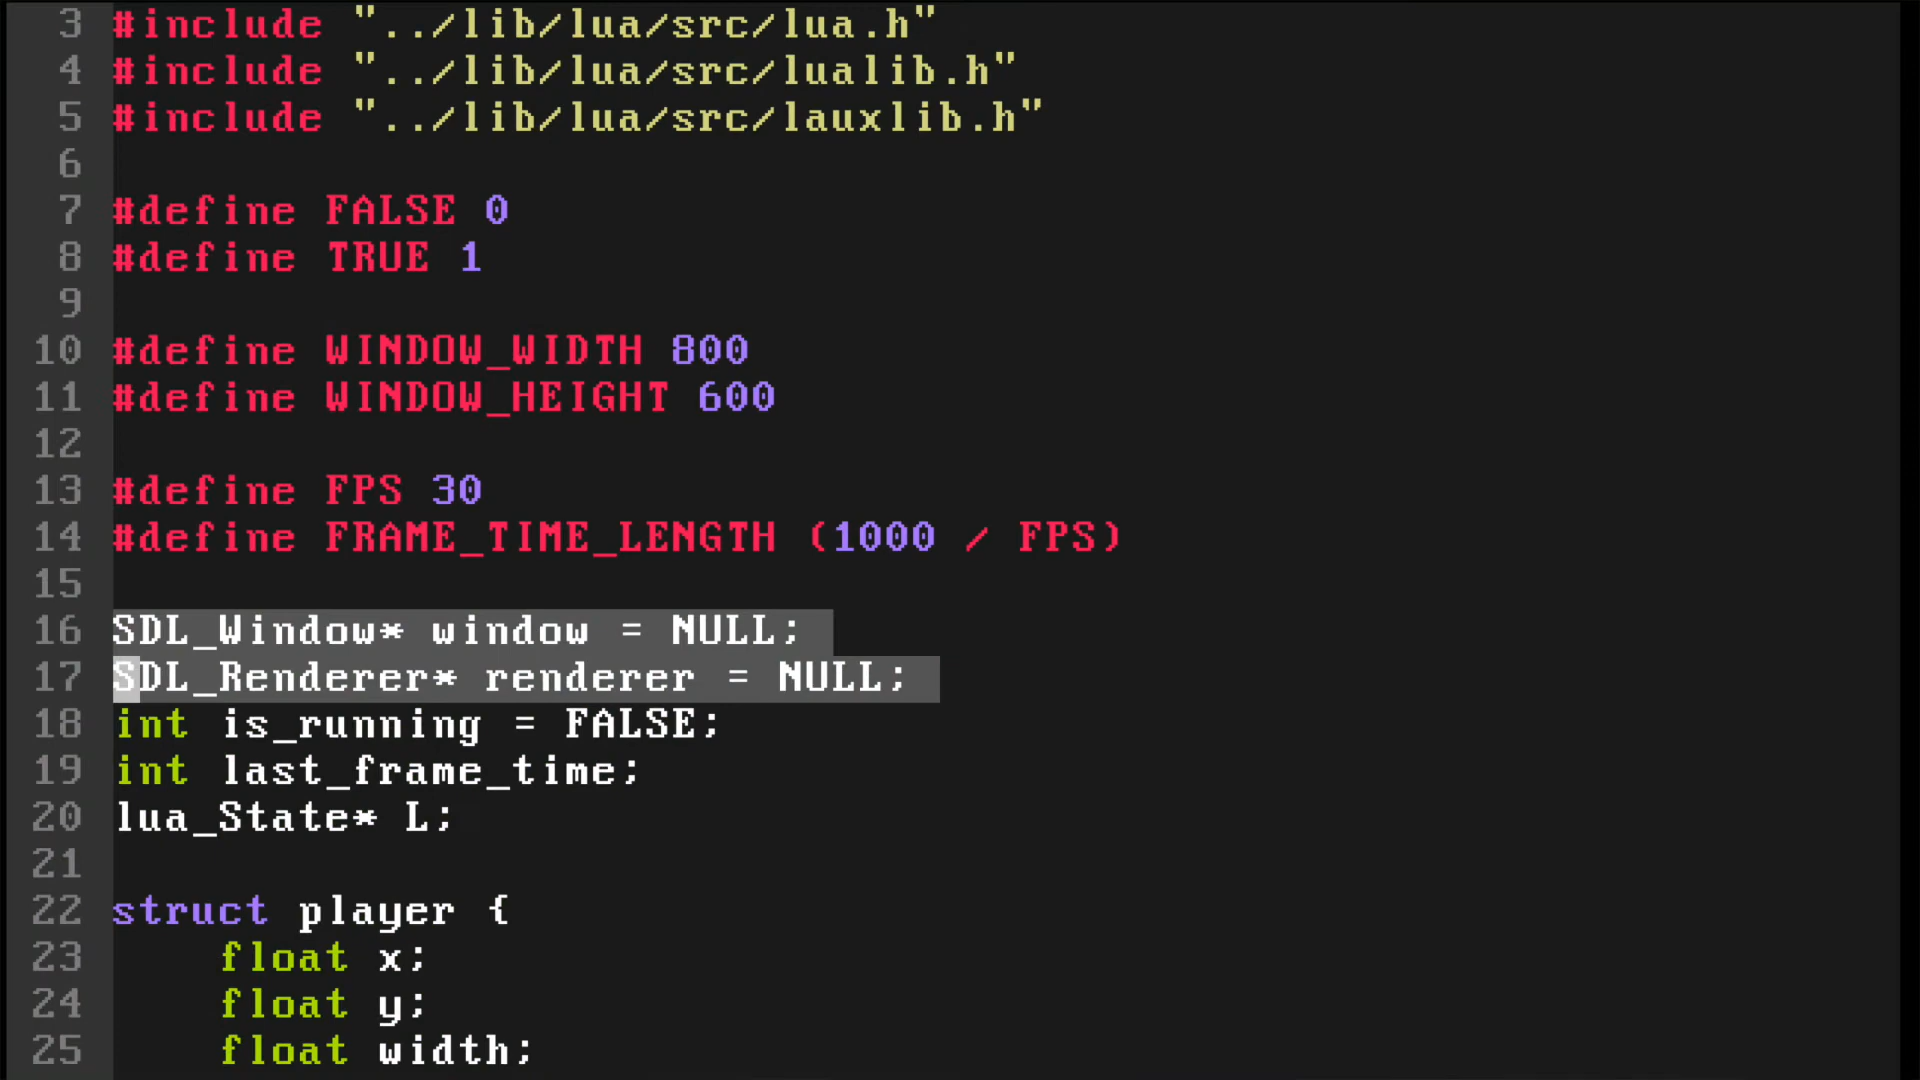 3 #include "../lib/lua/src/lua.h"
4 #include "../lib/lua/src/lualib.h"
5 #include "../lib/lua/src/lauxlib.h"
6
7 #define FALSE 0
8 #define TRUE 1
9
10 #define WINDOW_WIDTH 800
11 #define WINDOW_HEIGHT 600
12
13 #define FPS 30
14 #define FRAME_TIME_LENGTH (1000 / FPS)
15
16 SDL_Window* window = NULL;
17 SDL_Renderer* renderer = NULL;
18 int is_running = FALSE;
19 int last_frame_time;
20 lua_State* L;
21
22 struct player {
23     float x;
24     float y;
25     float width;